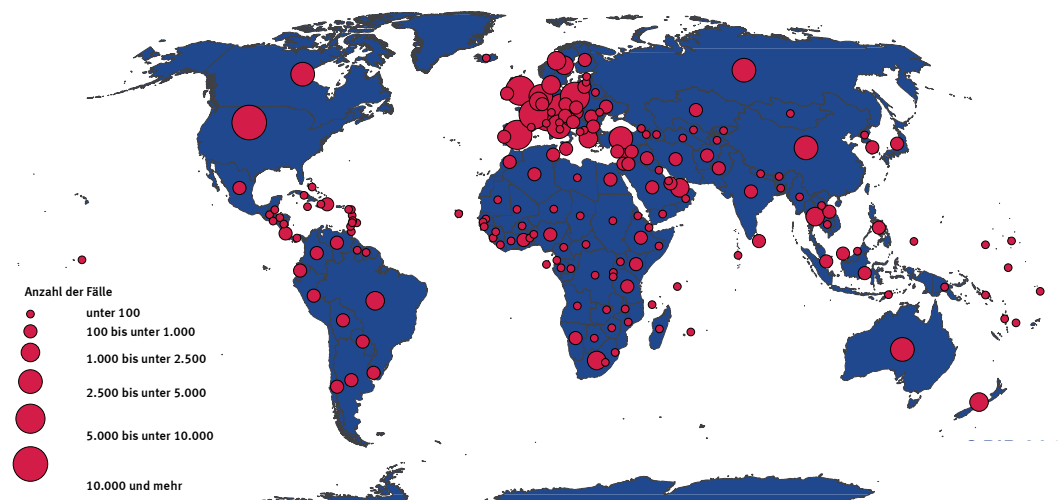 Anzahl der Fälle
unter 100
100 bis unter 1.000
1.000 bis unter 2.500
2.500 bis unter 5.000
5.000 bis unter 10.000
10.000 und mehr